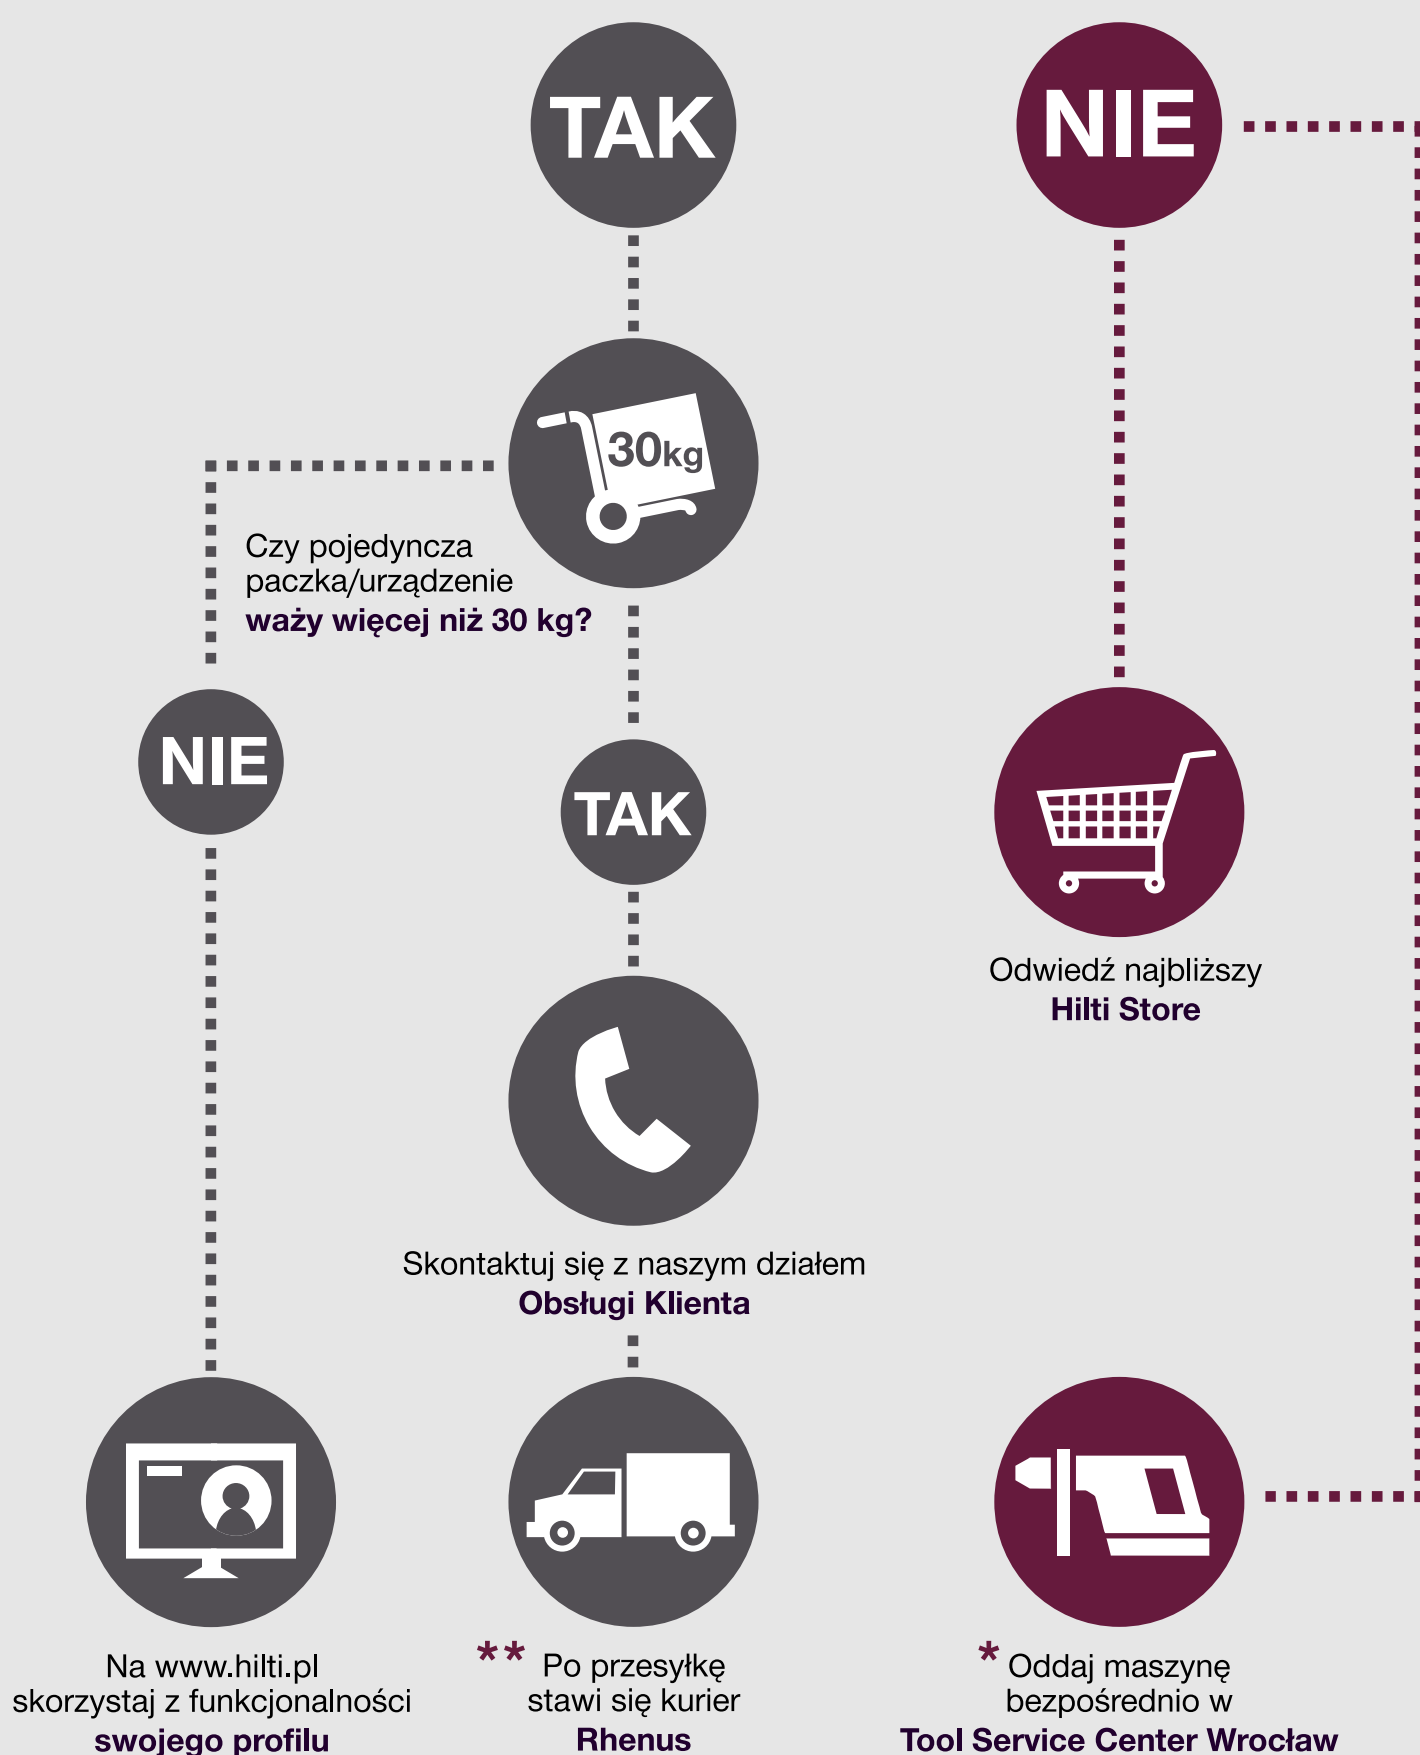 TAK
NIE
30kg
Czy pojedyncza
paczka/urządzenie
waży więcej niż 30 kg?
NIE
TAK
Odwiedź najbliższy
Hilti Store
Skontaktuj się z naszym działem
Obsługi Klienta
Na www.hilti.pl
skorzystaj z funkcjonalności
swojego profilu
** Po przesyłkę
stawi się kurier
Rhenus
* Oddaj maszynę
bezpośrednio w
Tool Service Center Wrocław